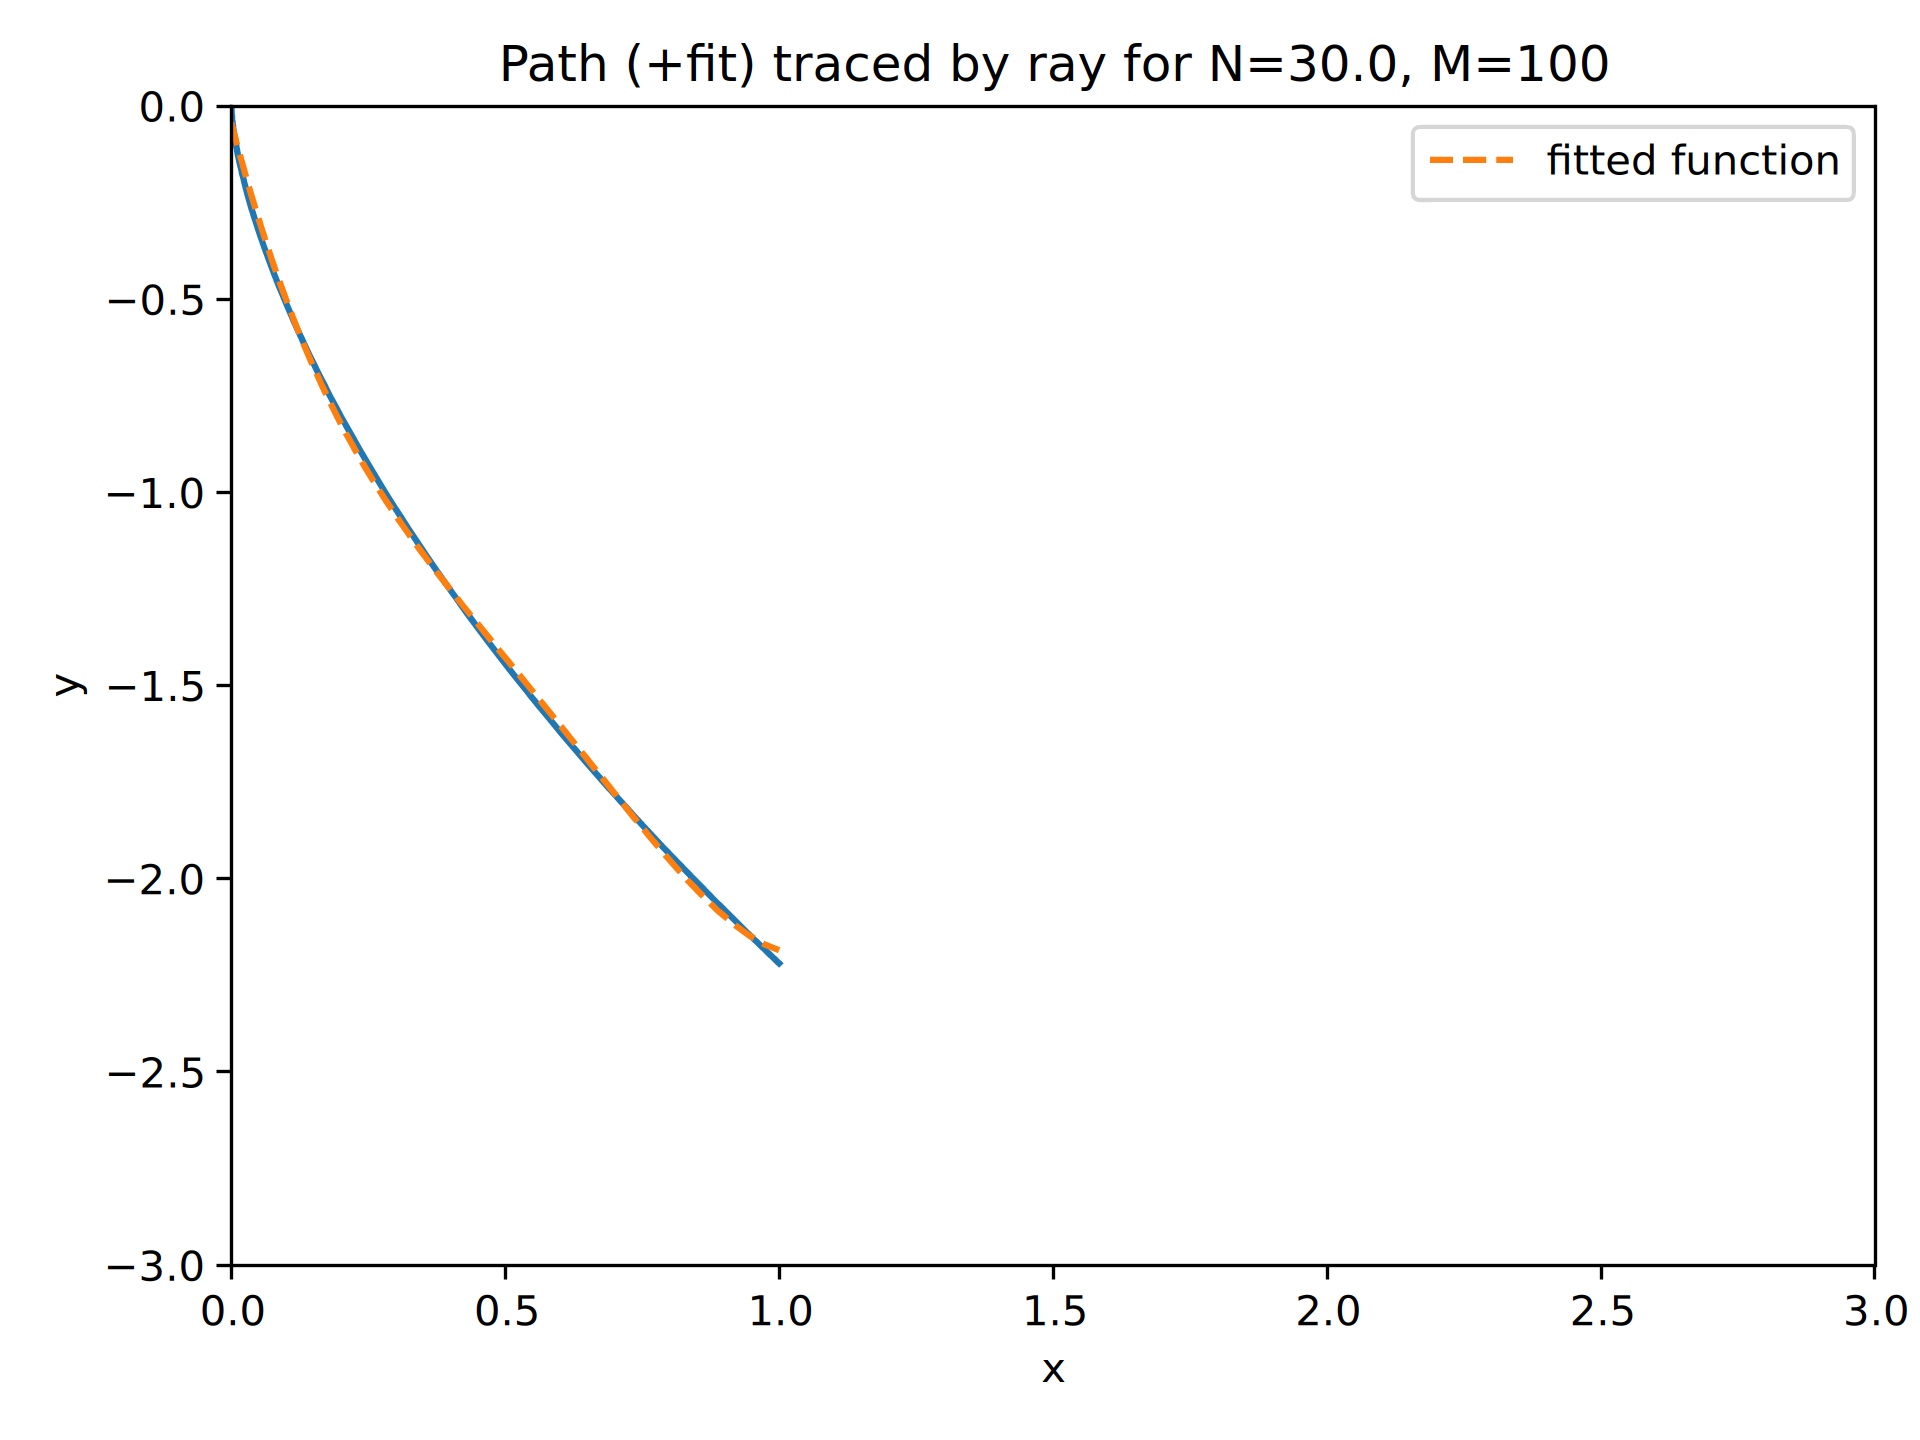 Path (+fit) traced by ray for N=30.0, M=100
fitted function
0.0
−0.5
−1.0
−1.5
−2.0
−2.5
−3.0
y
0.0 0.5 1.0 1.5 2.0 2.5 3.0
x